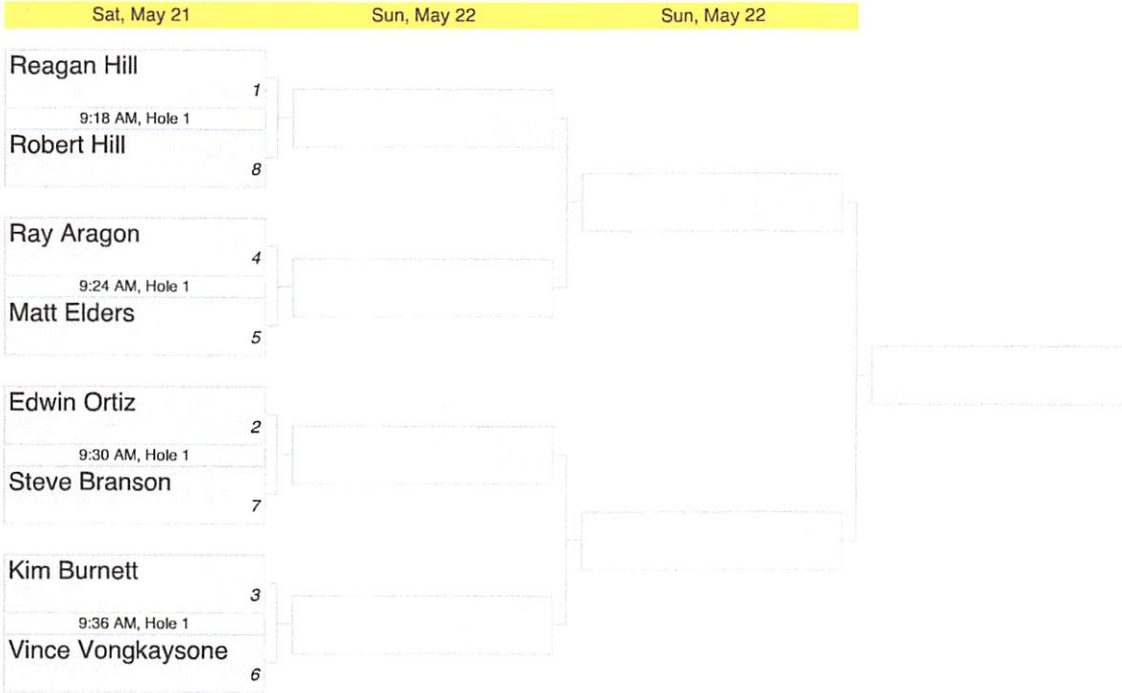 Sat, May 21 Sun, May 22 Sun, May 22
Reagan Hill
1
9:18 AM, Hole 1
Robert Hill
8
Ray Aragon
4
9:24 AM, Hole 1
Matt Elders
5
Edwin Ortiz
2
9:30 AM, Hole 1
Steve Branson
7
Kim Burnett
3
9:36 AM, Hole 1
Vince Vongkaysone
6